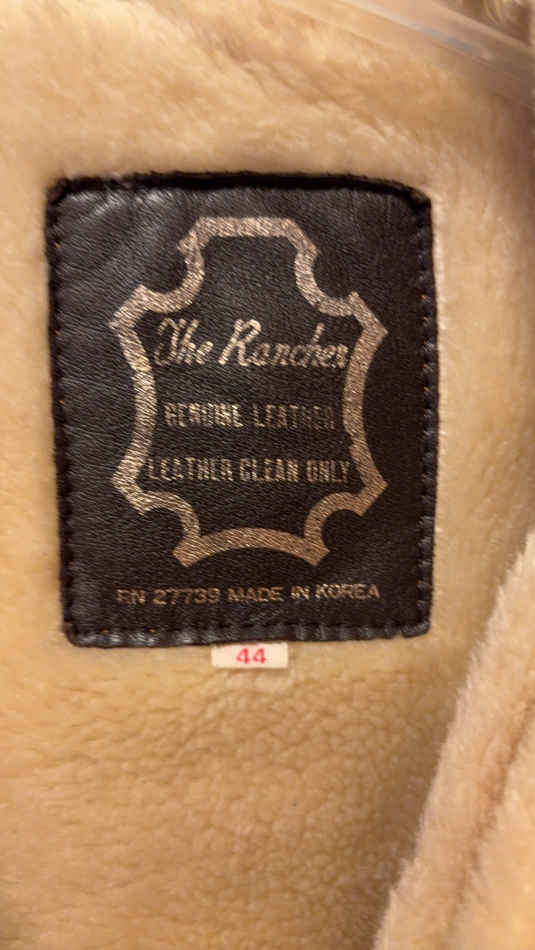 The Rancher
GENUINE LEATHER
LEATHER CLEAN ONLY
RN 27739 MADE IN KOREA
44